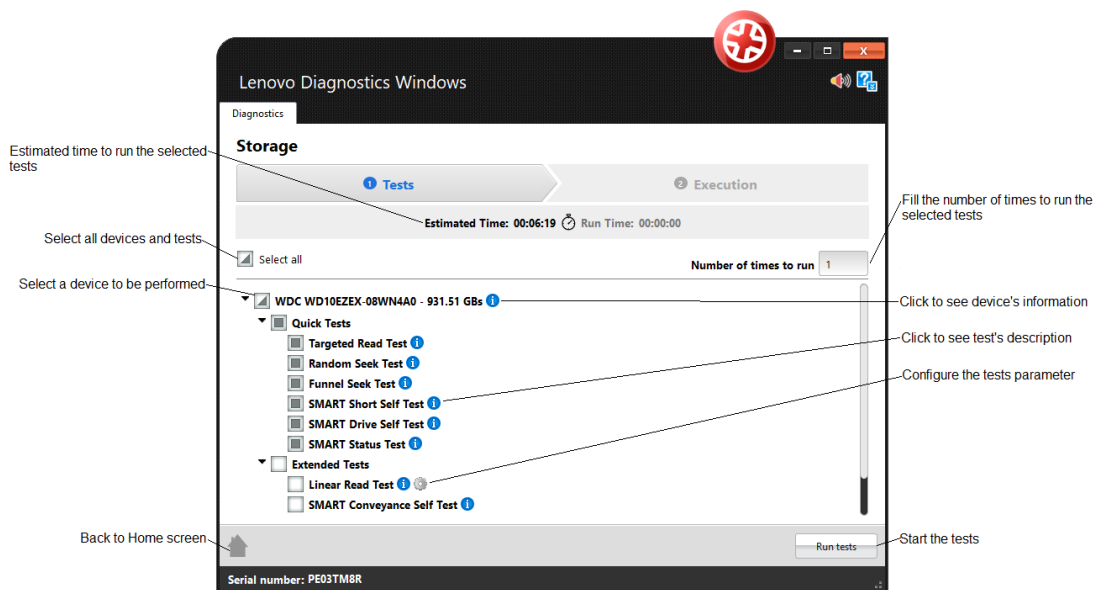 X
Lenovo Diagnostics Windows
Diagnostics
Storage
Estimated time to run the selected
tests
1 Tests
2 Execution
Fill the number of times to run the
selected tests
Estimated Time: 00:06:19 Run Time: 00:00:00
Select all devices and tests
Select all
Number of times to run 1
Select a device to be performed
WDC WD10EZEX-08WN4A0 - 931.51 GBs i
Click to see device's information
Quick Tests
Targeted Read Test i
Click to see test's description
Random Seek Test i
Configure the tests parameter
Funnel Seek Test i
SMART Short Self Test i
SMART Drive Self Test i
SMART Status Test i
Extended Tests
Linear Read Test i
SMART Conveyance Self Test i
Back to Home screen
Run tests
Start the tests
Serial number: PE03TM8R